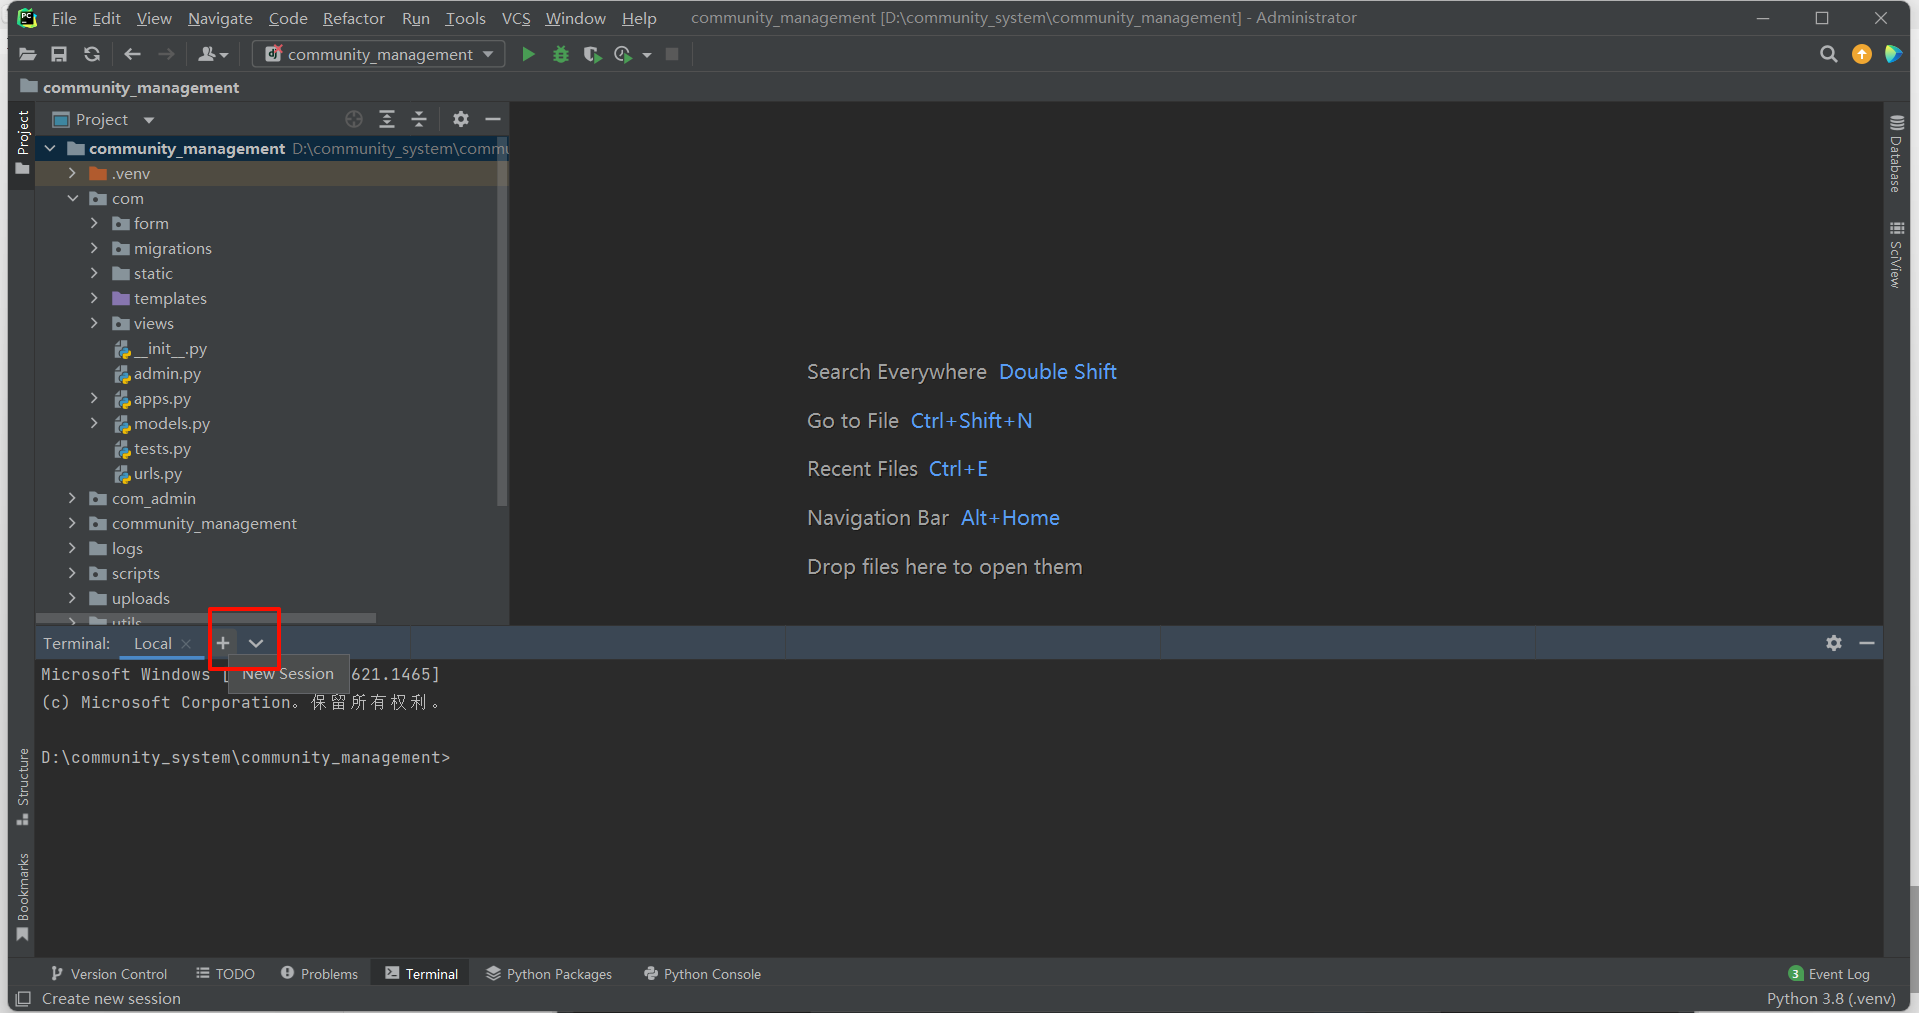 File Edit View Navigate Code Refactor Run Tools VCS Window Help community_management [D:\community_system\community_management] - Administrator
community_management
community_management
Project
Project
community_management D:\community_system\commu
.venv
com
form
migrations
static
templates
views
__init__.py
admin.py
apps.py
models.py
tests.py
urls.py
com_admin
community_management
logs
scripts
uploads
utils
Database
SciView
Search Everywhere Double Shift
Go to File Ctrl+Shift+N
Recent Files Ctrl+E
Navigation Bar Alt+Home
Drop files here to open them
Terminal: Local
New Session
Microsoft Windows [ 621.1465]
(c) Microsoft Corporation。保留所有权利。
D:\community_system\community_management>
Structure
Bookmarks
Version Control TODO Problems Terminal Python Packages Python Console 3 Event Log
Create new session Python 3.8 (.venv)